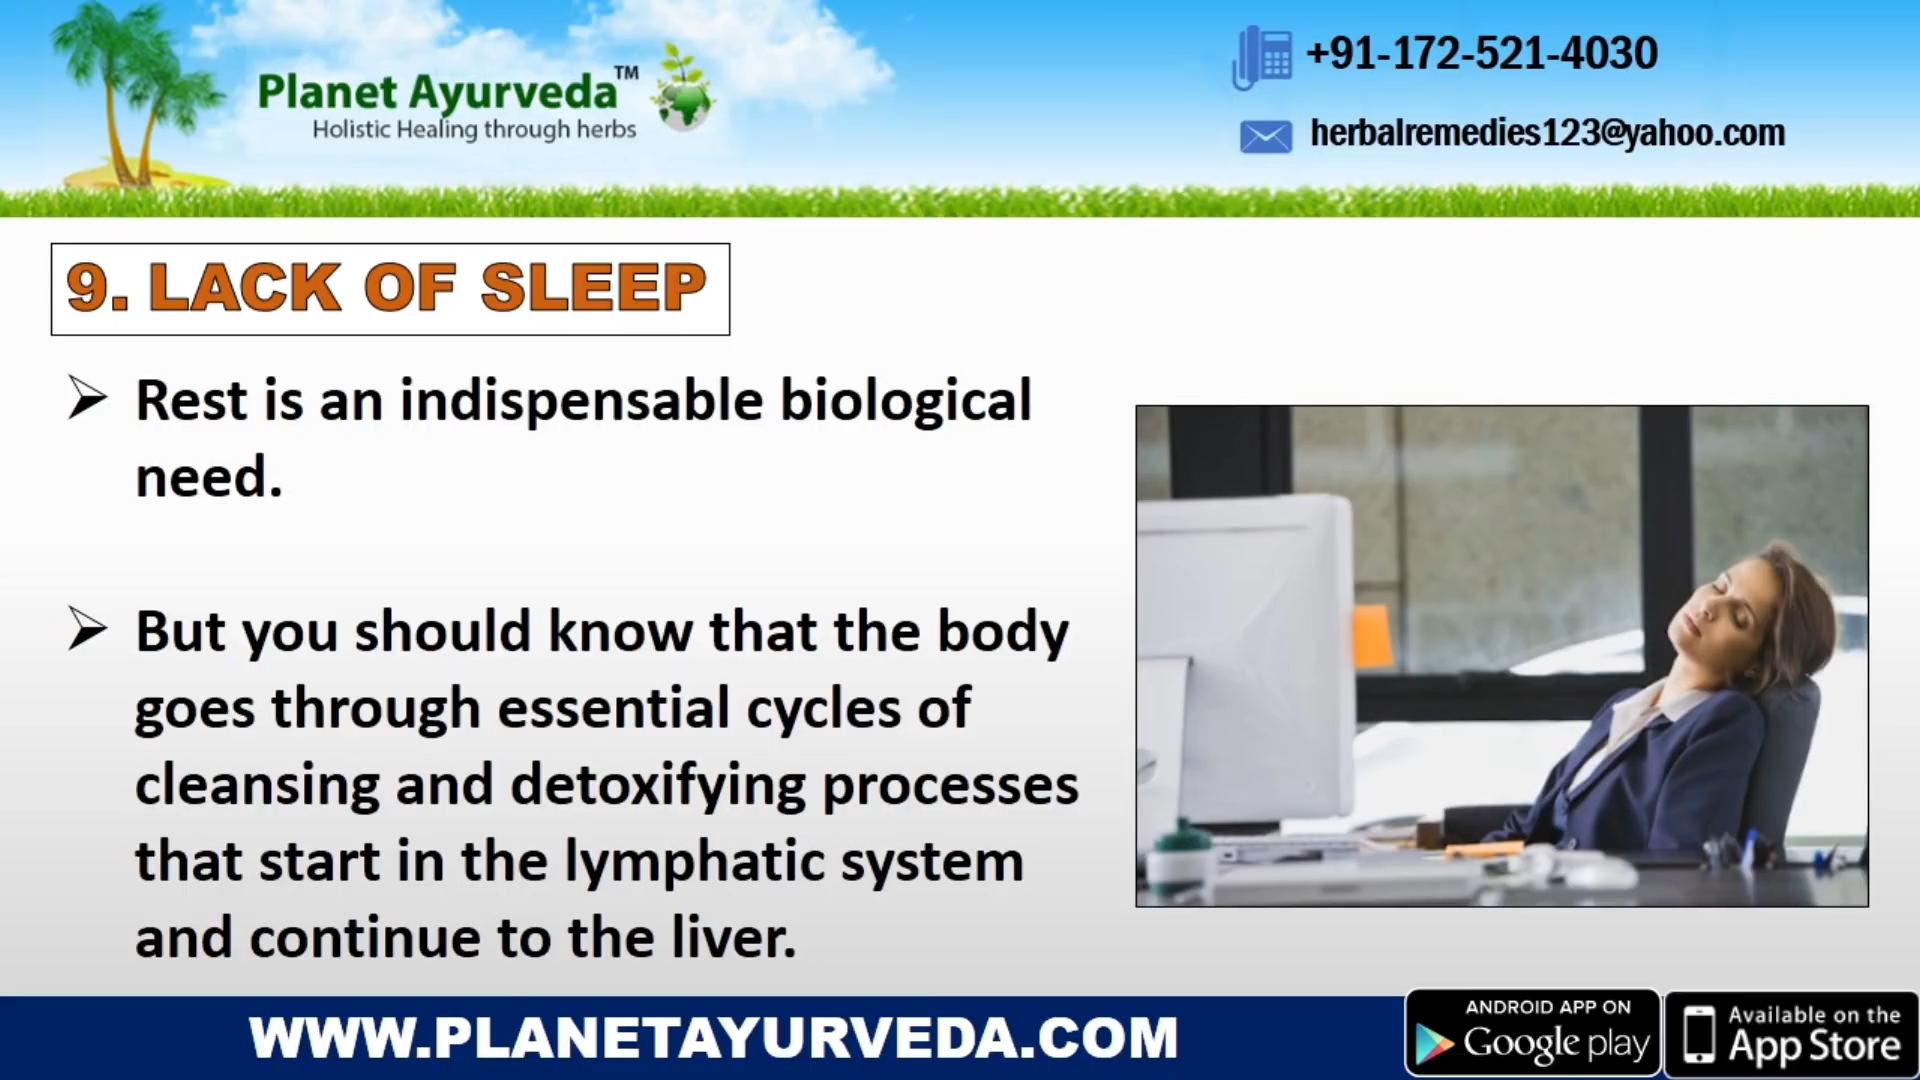 Planet Ayurveda™
Holistic Healing through herbs
+91-172-521-4030
herbalremedies123@yahoo.com
9. LACK OF SLEEP
➢ Rest is an indispensable biological
need.
➢ But you should know that the body
goes through essential cycles of
cleansing and detoxifying processes
that start in the lymphatic system
and continue to the liver.
WWW.PLANETAYURVEDA.COM
ANDROID APP ON
Google play
Available on the
App Store